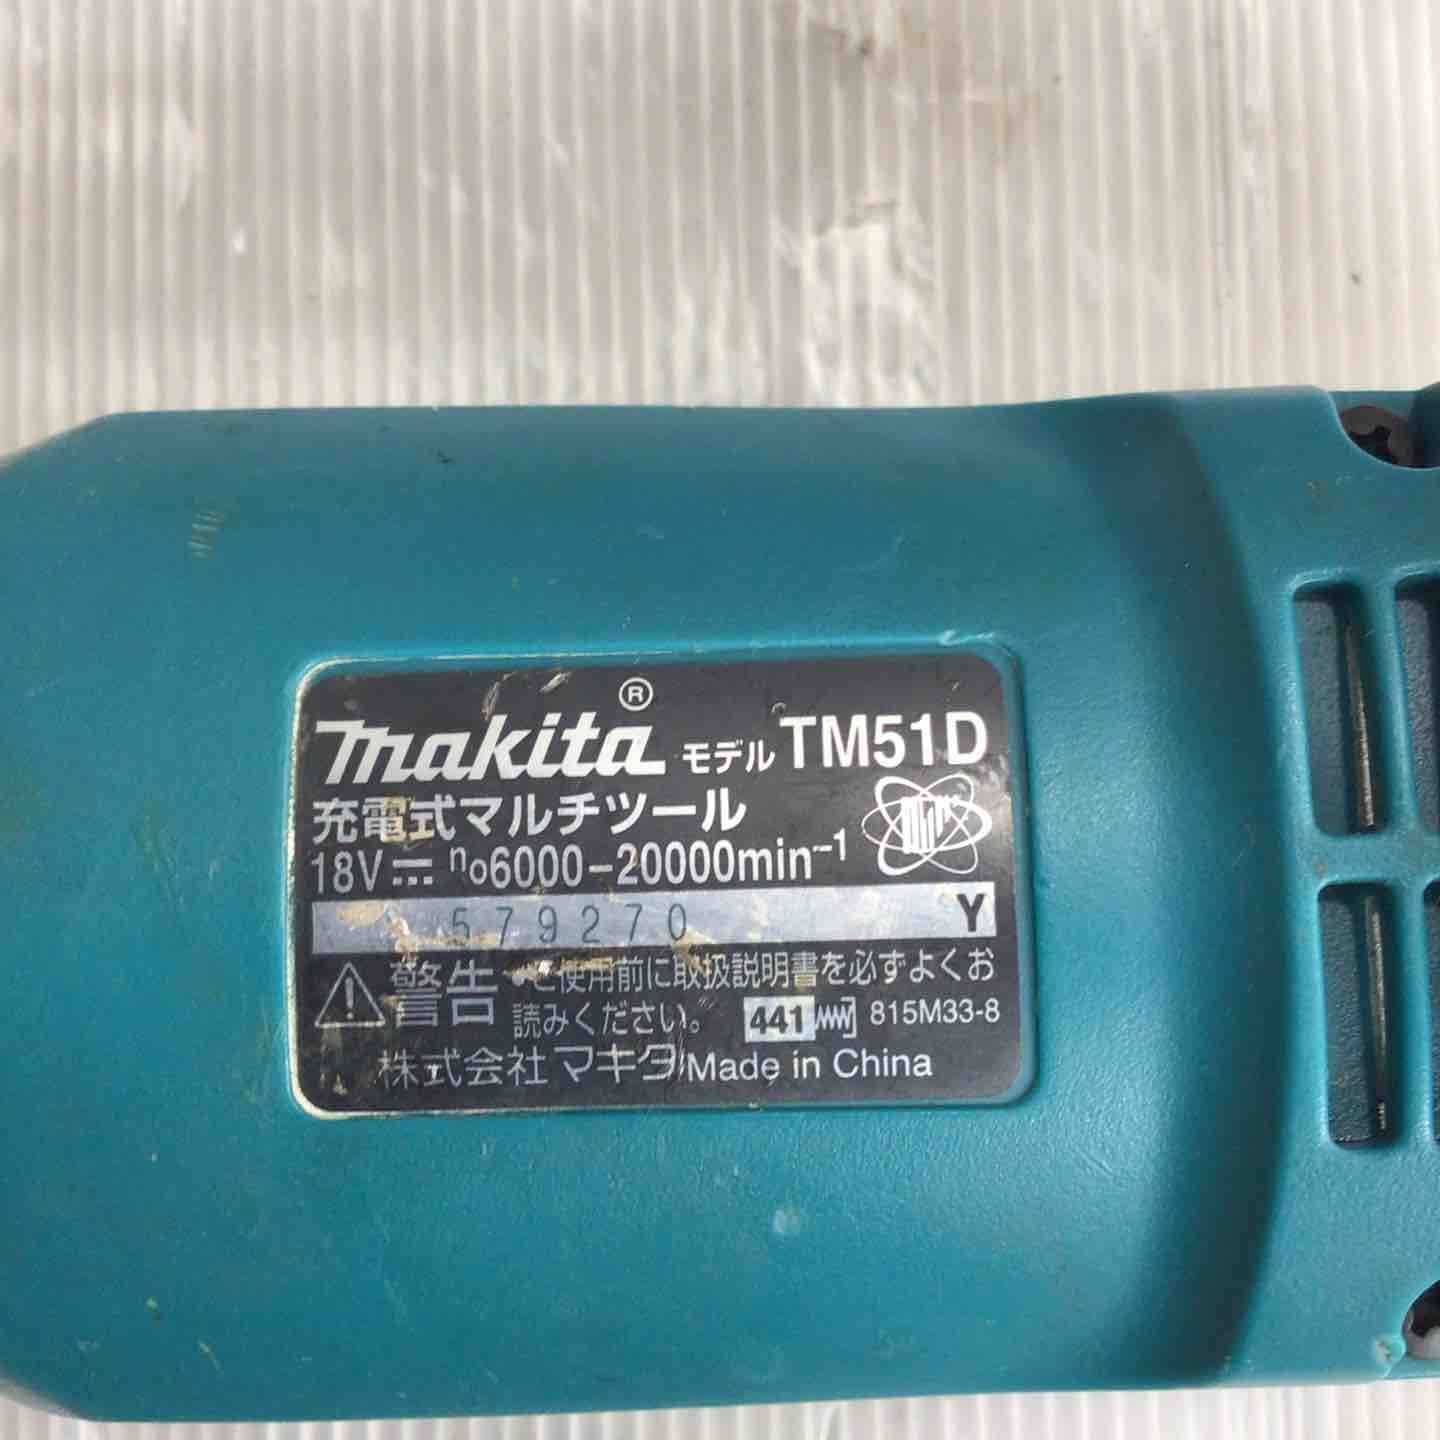 makita® モデル TM51D
充電式マルチツール
18V⎓ n₀6000–20000min⁻¹
579270 Y
⚠警告 ご使用前に取扱説明書を必ずよくお
読みください。 441 815M33-8
株式会社マキタ Made in China